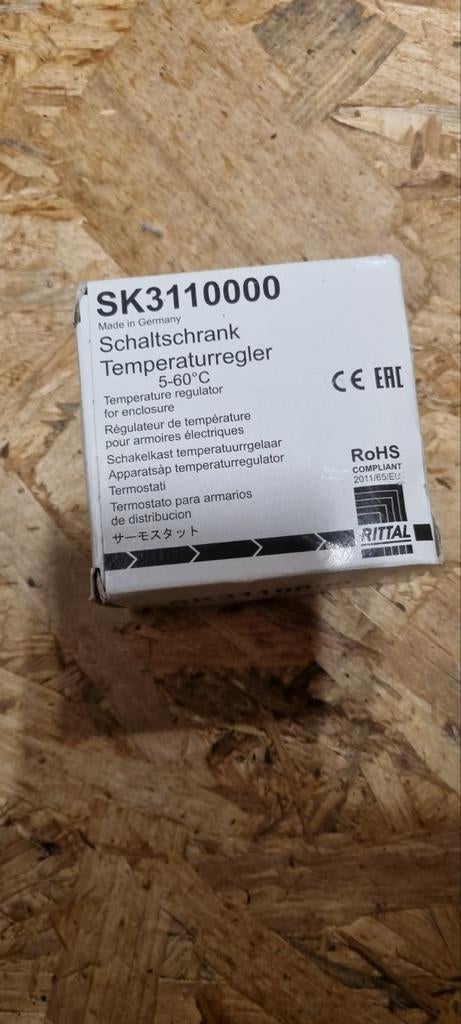 SK3110000
Made in Germany
Schaltschrank
Temperaturregler
5-60°C
Temperature regulator
for enclosure
Régulateur de température
pour armoires électriques
Schakelkast temperatuurrgelaar
Apparatsåp temperaturregulator
Termostati
Termostato para armarios
de distribucion
サーモスタット
CE EAC
RoHS
COMPLIANT
2011/65/EU
RITTAL